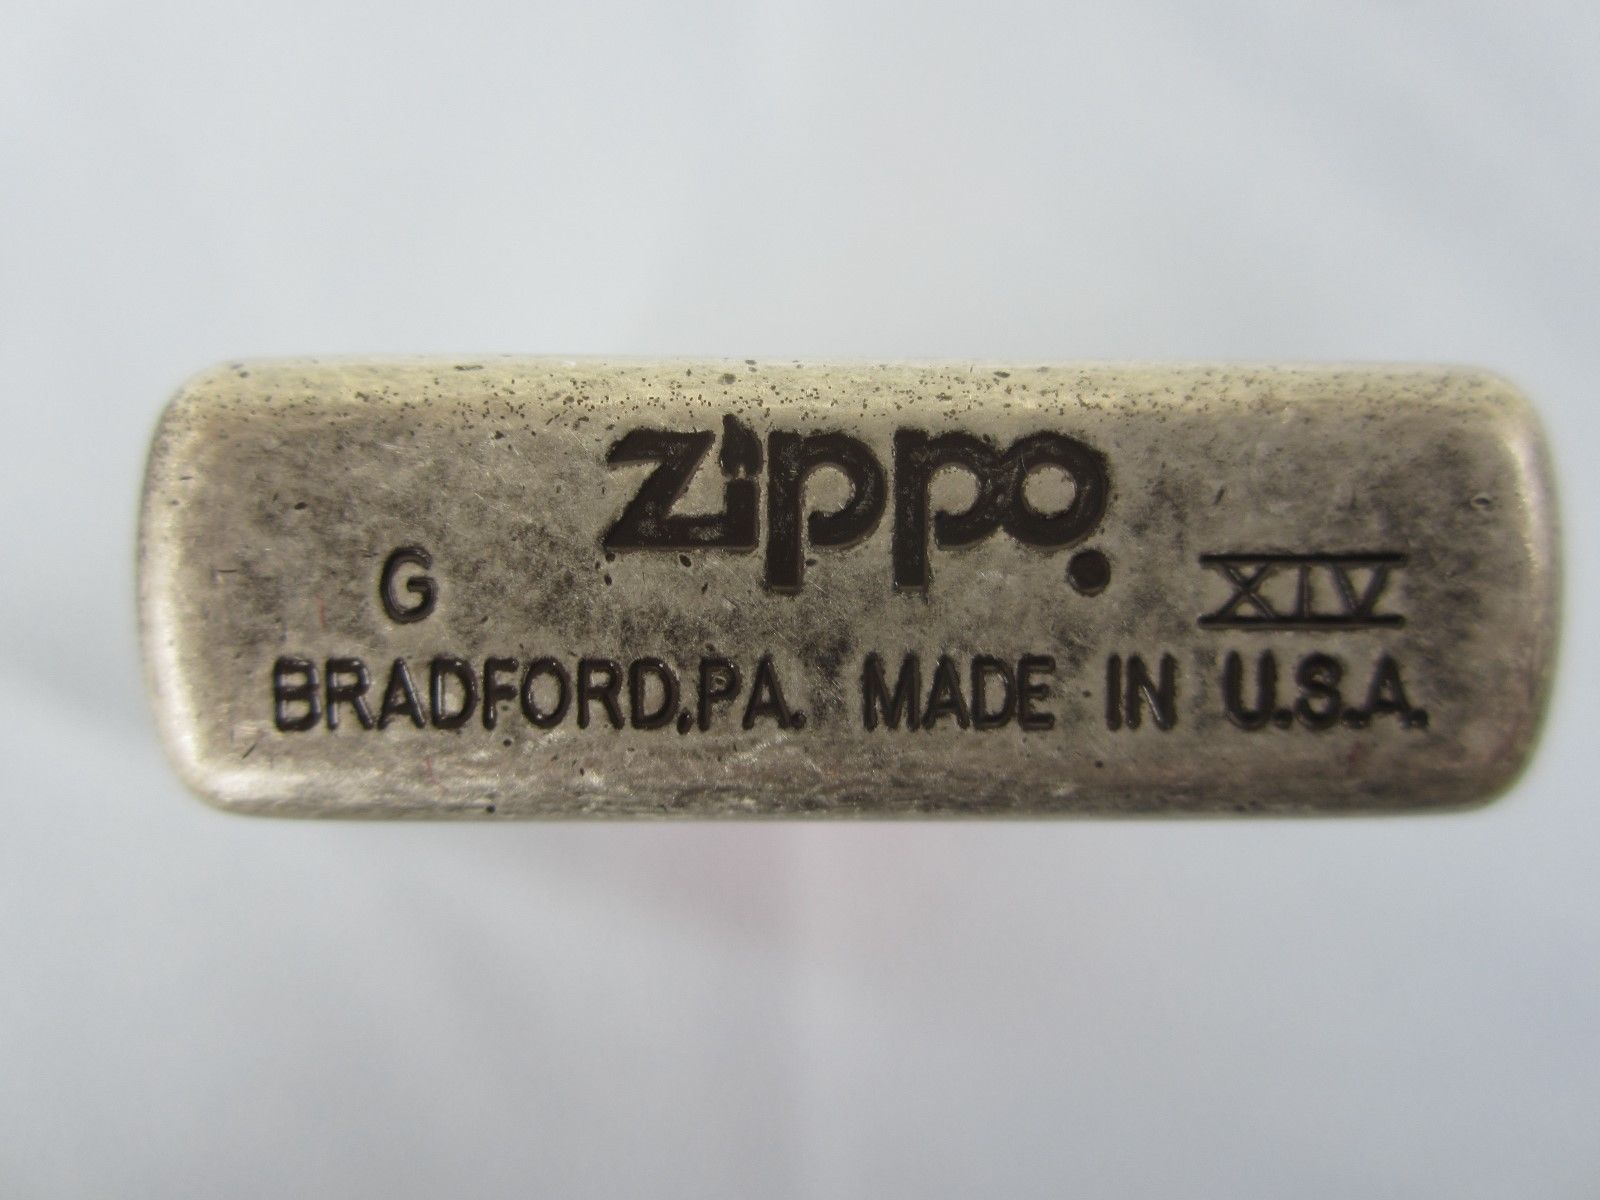 Zippo
G XIV
BRADFORD,PA. MADE IN U.S.A.